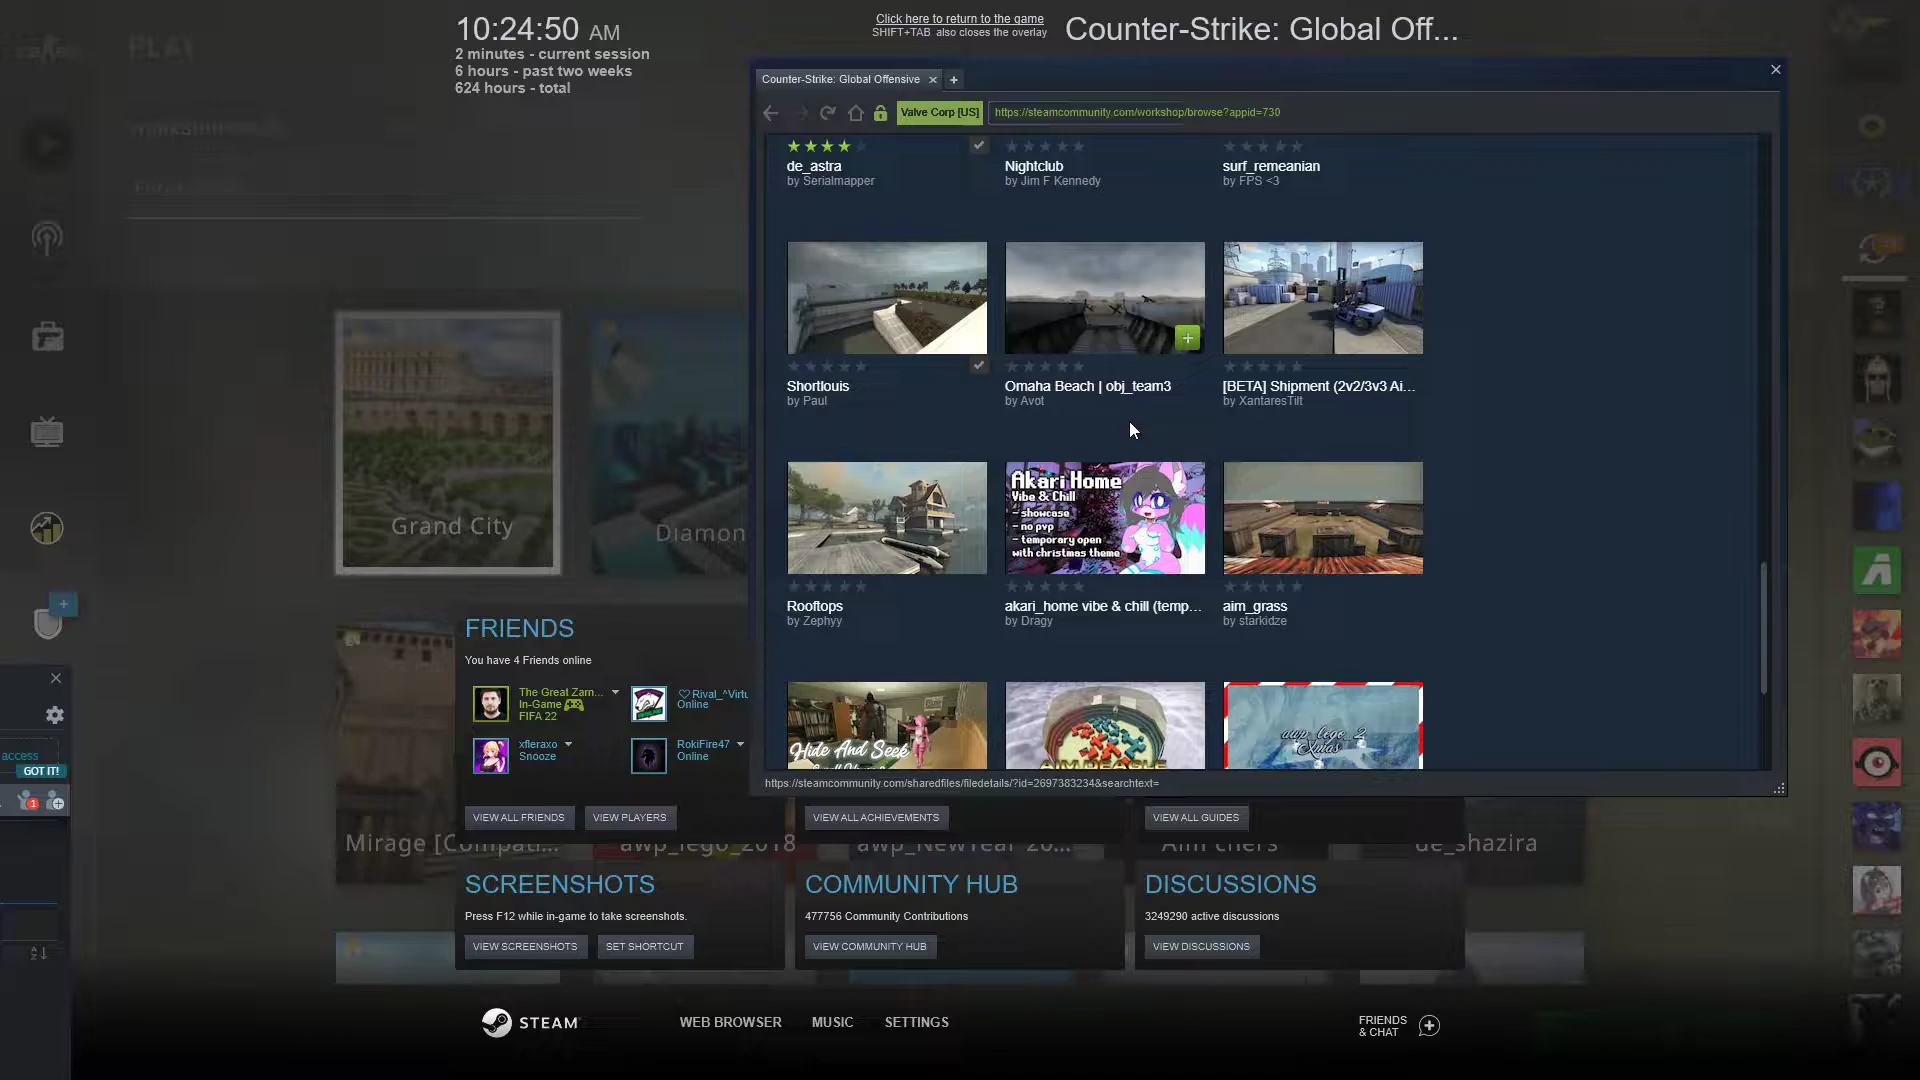 PLAY
10:24:50 AM
2 minutes - current session
6 hours - past two weeks
624 hours - total
Click here to return to the game
SHIFT+TAB also closes the overlay
Counter-Strike: Global Off...
Counter-Strike: Global Offensive
Valve Corp [US]
https://steamcommunity.com/workshop/browse?appid=730
de_astra
by Serialmapper
Nightclub
by Jim F Kennedy
surf_remeanian
by FPS <3
Shortlouis
by Paul
Omaha Beach | obj_team3
by Avot
[BETA] Shipment (2v2/3v3 Ai...
by XantaresTilt
Akari Home
Vibe & Chill
- showcase
- no pvp
- temporary open
with christmas theme
Rooftops
by Zephyy
akari_home vibe & chill (temp...
by Dragy
aim_grass
by starkidze
Hide And Seek
awp lego 2
Xmas
https://steamcommunity.com/sharedfiles/filedetails/?id=2697383234&searchtext=
Grand City
Diamon
FRIENDS
You have 4 Friends online
The Great Zarn...
In-Game
FIFA 22
♡ Rival_^Virtu
Online
xfleraxo
Snooze
RokiFire47
Online
access
GOT IT!
1
VIEW ALL FRIENDS
VIEW PLAYERS
VIEW ALL ACHIEVEMENTS
VIEW ALL GUIDES
Mirage [Compati...
awp_lego_2018
awp_NewYear_20...
de_shazira
SCREENSHOTS
Press F12 while in-game to take screenshots.
VIEW SCREENSHOTS
SET SHORTCUT
COMMUNITY HUB
477756 Community Contributions
VIEW COMMUNITY HUB
DISCUSSIONS
3249290 active discussions
VIEW DISCUSSIONS
STEAM
WEB BROWSER
MUSIC
SETTINGS
FRIENDS
& CHAT